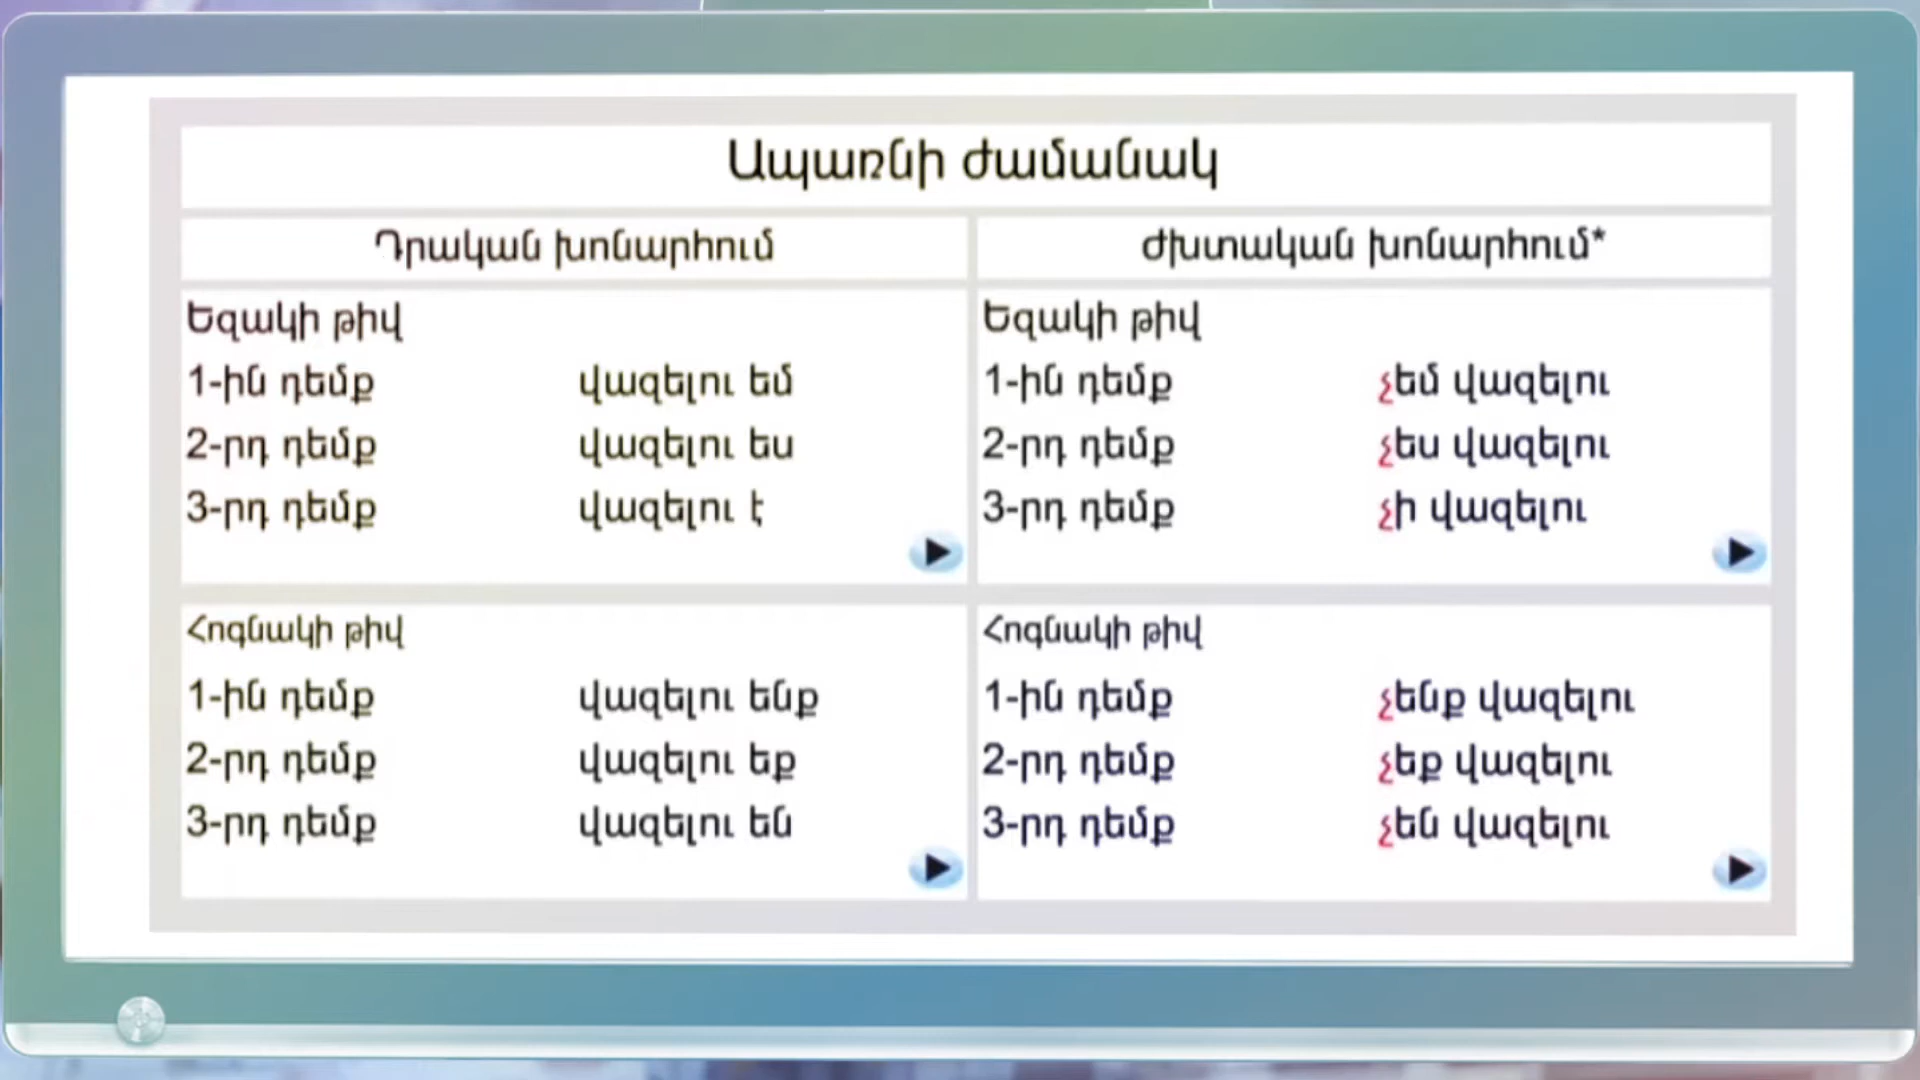 Ապառնի ժամանակ
Դրական խոնարհում
Ժխտական խոնարհում*
Եզակի թիվ
1-ին դեմք վազելու եմ
2-րդ դեմք վազելու ես
3-րդ դեմք վազելու է
Եզակի թիվ
1-ին դեմք չեմ վազելու
2-րդ դեմք չես վազելու
3-րդ դեմք չի վազելու
Հոգնակի թիվ
1-ին դեմք վազելու ենք
2-րդ դեմք վազելու եք
3-րդ դեմք վազելու են
Հոգնակի թիվ
1-ին դեմք չենք վազելու
2-րդ դեմք չեք վազելու
3-րդ դեմք չեն վազելու